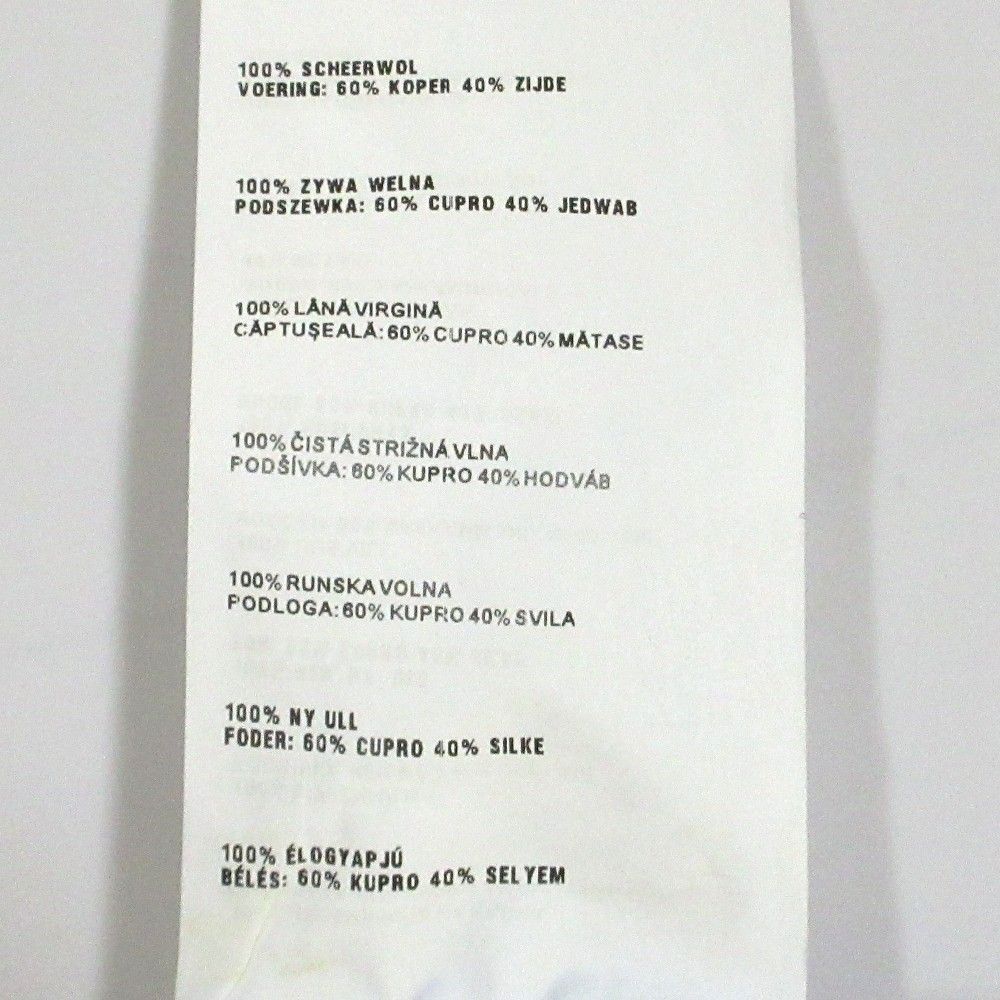 100% SCHEERWOL
VOERING: 60% KOPER 40% ZIJDE
100% ZYWA WELNA
PODSZEWKA: 60% CUPRO 40% JEDWAB
100% LÂNĂ VIRGINĂ
CĂPTUȘEALĂ: 60% CUPRO 40% MĂTASE
100% ČISTÁ STRIŽNÁ VLNA
PODŠÍVKA: 60% KUPRO 40% HODVÁB
100% RUNSKA VOLNA
PODLOGA: 60% KUPRO 40% SVILA
100% NY ULL
FODER: 60% CUPRO 40% SILKE
100% ÉLOGYAPJÚ
BÉLÉS: 60% KUPRO 40% SELYEM